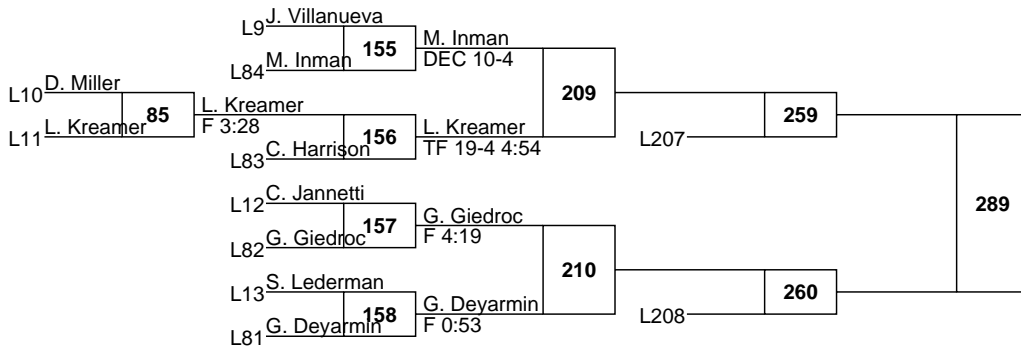 J. Villanueva
L9
155
M. Inman
DEC 10-4
M. Inman
L84
D. Miller
L10
85
L. Kreamer
F 3:28
L. Kreamer
L11
156
L. Kreamer
TF 19-4 4:54
C. Harrison
L83
209
259
L207
C. Jannetti
L12
157
G. Giedroc
F 4:19
G. Giedroc
L82
289
S. Lederman
L13
158
G. Deyarmin
F 0:53
G. Deyarmin
L81
210
260
L208